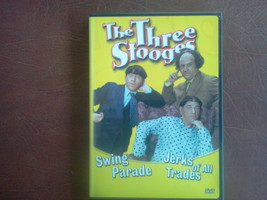 The Three
Stooges
Swing
Parade
Jerks
of All
Trades